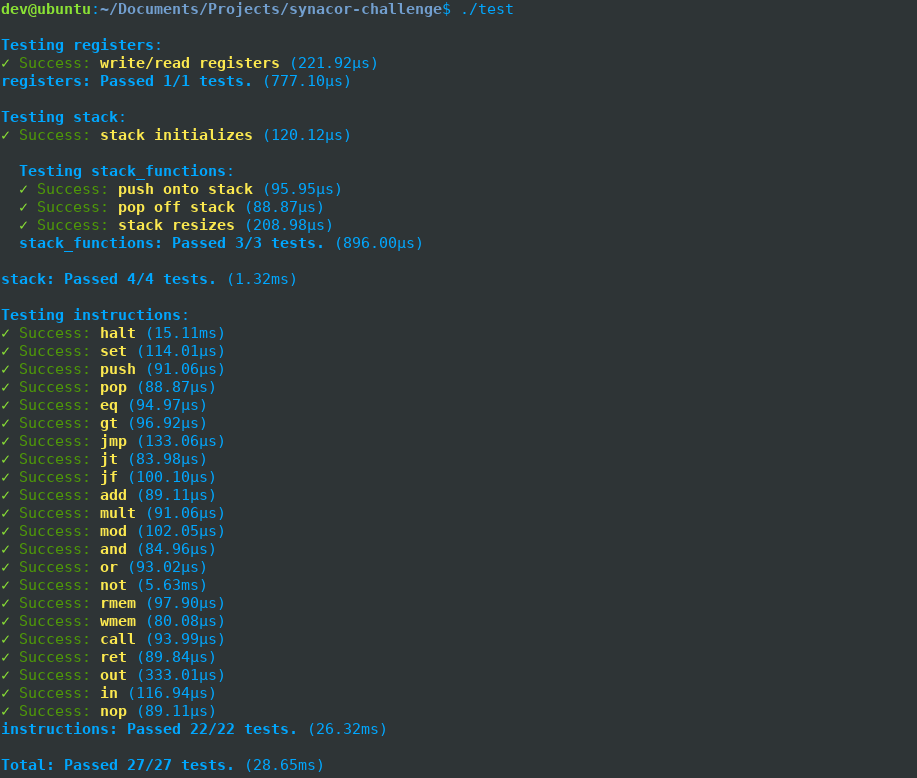 dev@ubuntu:~/Documents/Projects/synacor-challenge$ ./test
Testing registers:
✓ Success: write/read registers (221.92µs)
registers: Passed 1/1 tests. (777.10µs)
Testing stack:
✓ Success: stack initializes (120.12µs)
Testing stack_functions:
✓ Success: push onto stack (95.95µs)
✓ Success: pop off stack (88.87µs)
✓ Success: stack resizes (208.98µs)
stack_functions: Passed 3/3 tests. (896.00µs)
stack: Passed 4/4 tests. (1.32ms)
Testing instructions:
✓ Success: halt (15.11ms)
✓ Success: set (114.01µs)
✓ Success: push (91.06µs)
✓ Success: pop (88.87µs)
✓ Success: eq (94.97µs)
✓ Success: gt (96.92µs)
✓ Success: jmp (133.06µs)
✓ Success: jt (83.98µs)
✓ Success: jf (100.10µs)
✓ Success: add (89.11µs)
✓ Success: mult (91.06µs)
✓ Success: mod (102.05µs)
✓ Success: and (84.96µs)
✓ Success: or (93.02µs)
✓ Success: not (5.63ms)
✓ Success: rmem (97.90µs)
✓ Success: wmem (80.08µs)
✓ Success: call (93.99µs)
✓ Success: ret (89.84µs)
✓ Success: out (333.01µs)
✓ Success: in (116.94µs)
✓ Success: nop (89.11µs)
instructions: Passed 22/22 tests. (26.32ms)
Total: Passed 27/27 tests. (28.65ms)